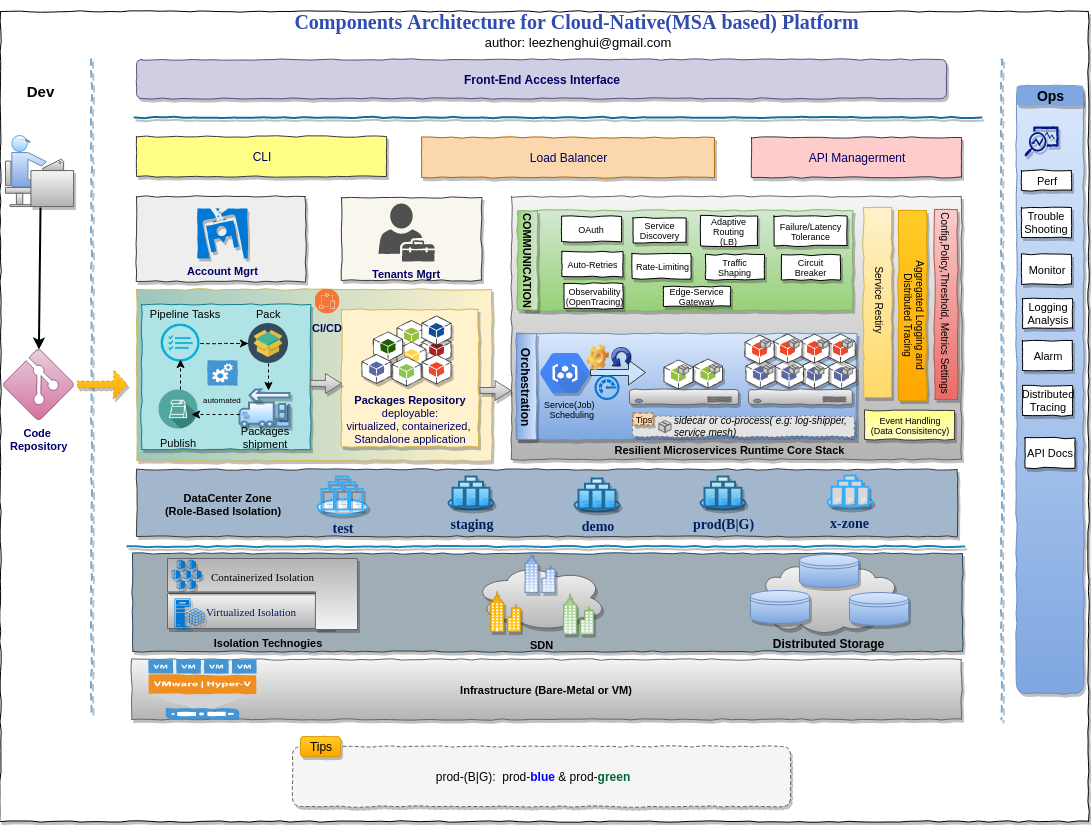 Components Architecture for Cloud-Native(MSA based) Platform
author: leezhenghui@gmail.com
Front-End Access Interface
Dev
CLI
Load Balancer
API Managerment
Account Mgrt
Tenants Mgrt
COMMUNICATION
OAuth
Service
Discovery
Adaptive
Routing
(LB)
Failure/Latency
Tolerance
Auto-Retries
Rate-Limiting
Traffic
Shaping
Circuit
Breaker
Observability
(OpenTracing)
Edge-Service
Gateway
Service Restiry
Aggregated Logging and
Distributed Tracing
Config,Policy,Threshold, Metrics Settings
Pipeline Tasks
Pack
automated
Publish
Packages
shipment
CI/CD
Packages Repository
deployable:
virtualized, containerized,
Standalone application
Code
Repository
Orchestration
Service(Job)
Scheduling
Tips
sidecar or co-process( e.g: log-shipper,
service mesh)
Event Handling
(Data Consisitency)
Resilient Microservices Runtime Core Stack
DataCenter Zone
(Role-Based Isolation)
test
staging
demo
prod(B|G)
x-zone
Containerized Isolation
Virtualized Isolation
Isolation Technogies
SDN
Distributed Storage
VM
VM
VM
VM
VMware | Hyper-V
Infrastructure (Bare-Metal or VM)
Tips
prod-(B|G): prod-blue & prod-green
Ops
Perf
Trouble
Shooting
Monitor
Logging
Analysis
Alarm
Distributed
Tracing
API Docs